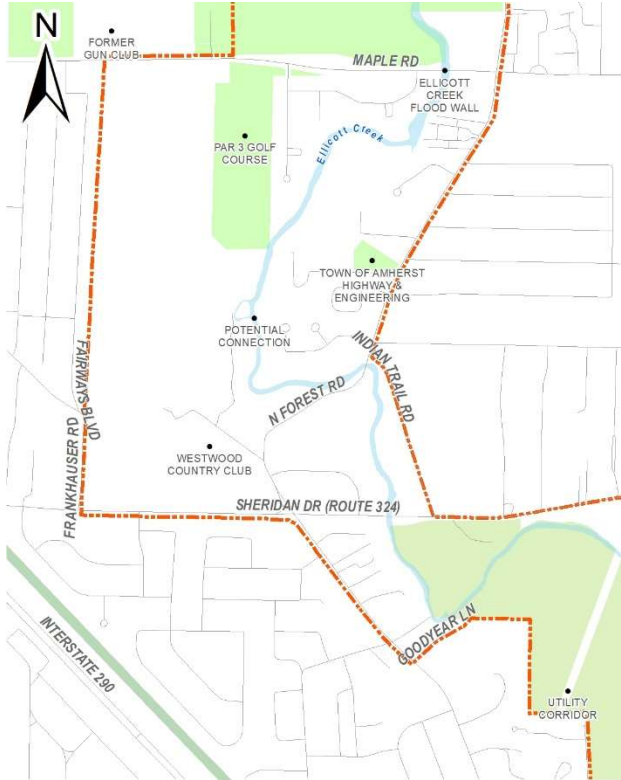 N
FORMER
GUN CLUB
MAPLE RD
ELLICOTT
CREEK
FLOOD WALL
PAR 3 GOLF
COURSE
Ellicott Creek
TOWN OF AMHERST
HIGHWAY &
ENGINEERING
POTENTIAL
CONNECTION
INDIAN TRAIL RD
FAIRWAYS BLVD
N FOREST RD
FRANKHAUSER RD
WESTWOOD
COUNTRY CLUB
SHERIDAN DR (ROUTE 324)
GOODYEAR LN
INTERSTATE 290
UTILITY
CORRIDOR